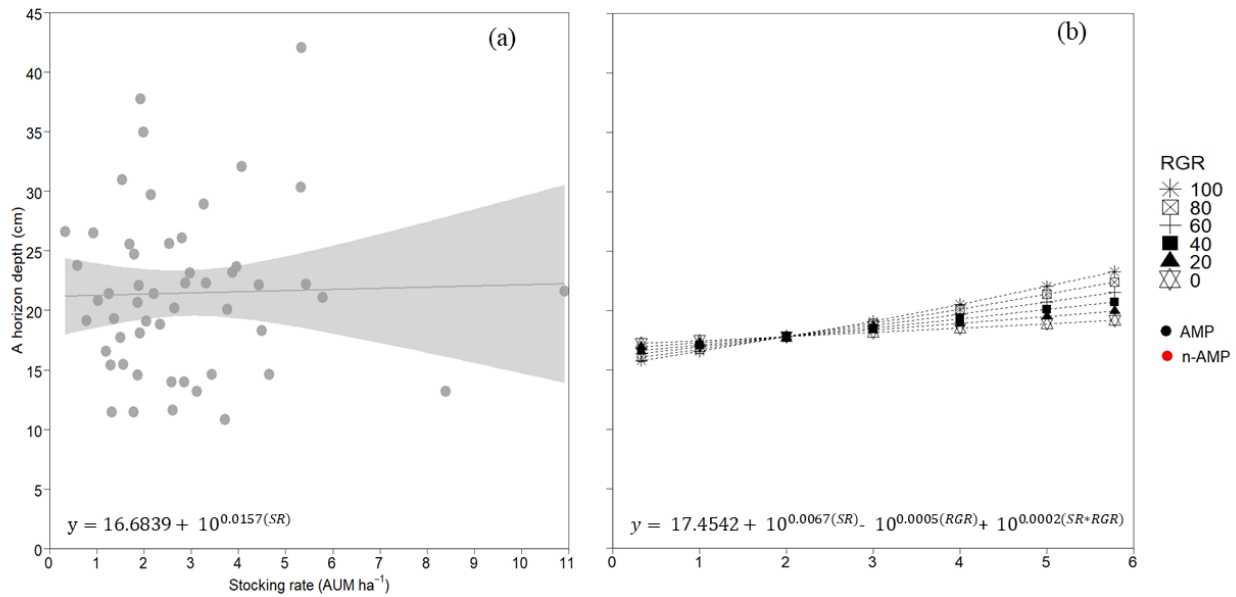 (a)
(b)
45
40
35
30
25
20
15
10
5
0
A horizon depth (cm)
y = 16.6839 + 10^0.0157(SR)
0 1 2 3 4 5 6 7 8 9 10 11
Stocking rate (AUM ha⁻¹)
y = 17.4542 + 10^0.0067(SR) - 10^0.0005(RGR) + 10^0.0002(SR*RGR)
0 1 2 3 4 5 6
RGR
100
80
60
40
20
0
AMP
n-AMP